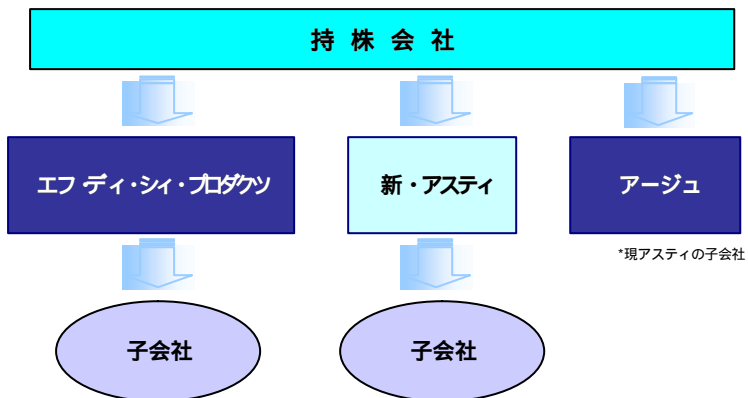 持 株 会 社
エフ・ディ・シィ・プロダクツ
新・アスティ
アージュ
*現アスティの子会社
子会社
子会社